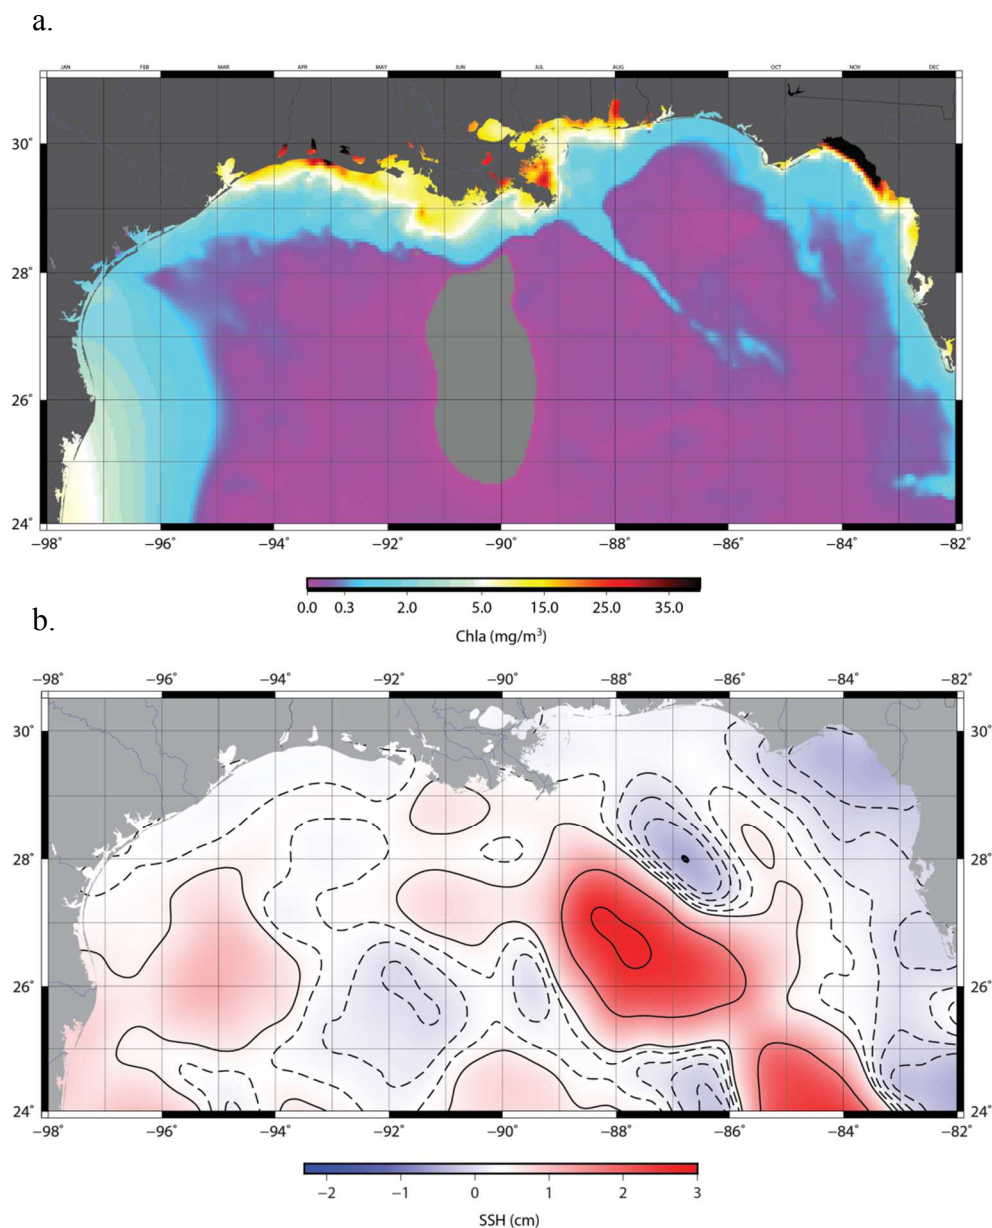 a.
JAN FEB MAR APR MAY JUN JUL AUG OCT NOV DEC
30°
28°
26°
24°
−98° −96° −94° −92° −90° −88° −86° −84° −82°
0.0 0.3 2.0 5.0 15.0 25.0 35.0
Chla (mg/m³)
b.
−98° −96° −94° −92° −90° −88° −86° −84° −82°
30° 30°
28° 28°
26° 26°
24° 24°
−98° −96° −94° −92° −90° −88° −86° −84° −82°
−2 −1 0 1 2 3
SSH (cm)